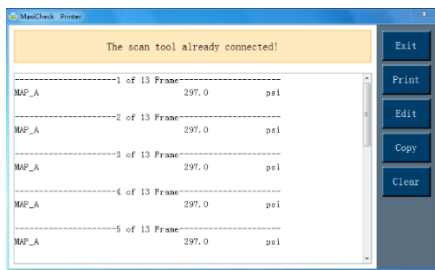 MaxiCheck Printer
X
The scan tool already connected!
--------------------1 of 13 Frame--------------------
MAP_A 297.0 psi
--------------------2 of 13 Frame--------------------
MAP_A 297.0 psi
--------------------3 of 13 Frame--------------------
MAP_A 297.0 psi
--------------------4 of 13 Frame--------------------
MAP_A 297.0 psi
--------------------5 of 13 Frame--------------------
MAP_A 297.0 psi
Exit
Print
Edit
Copy
Clear